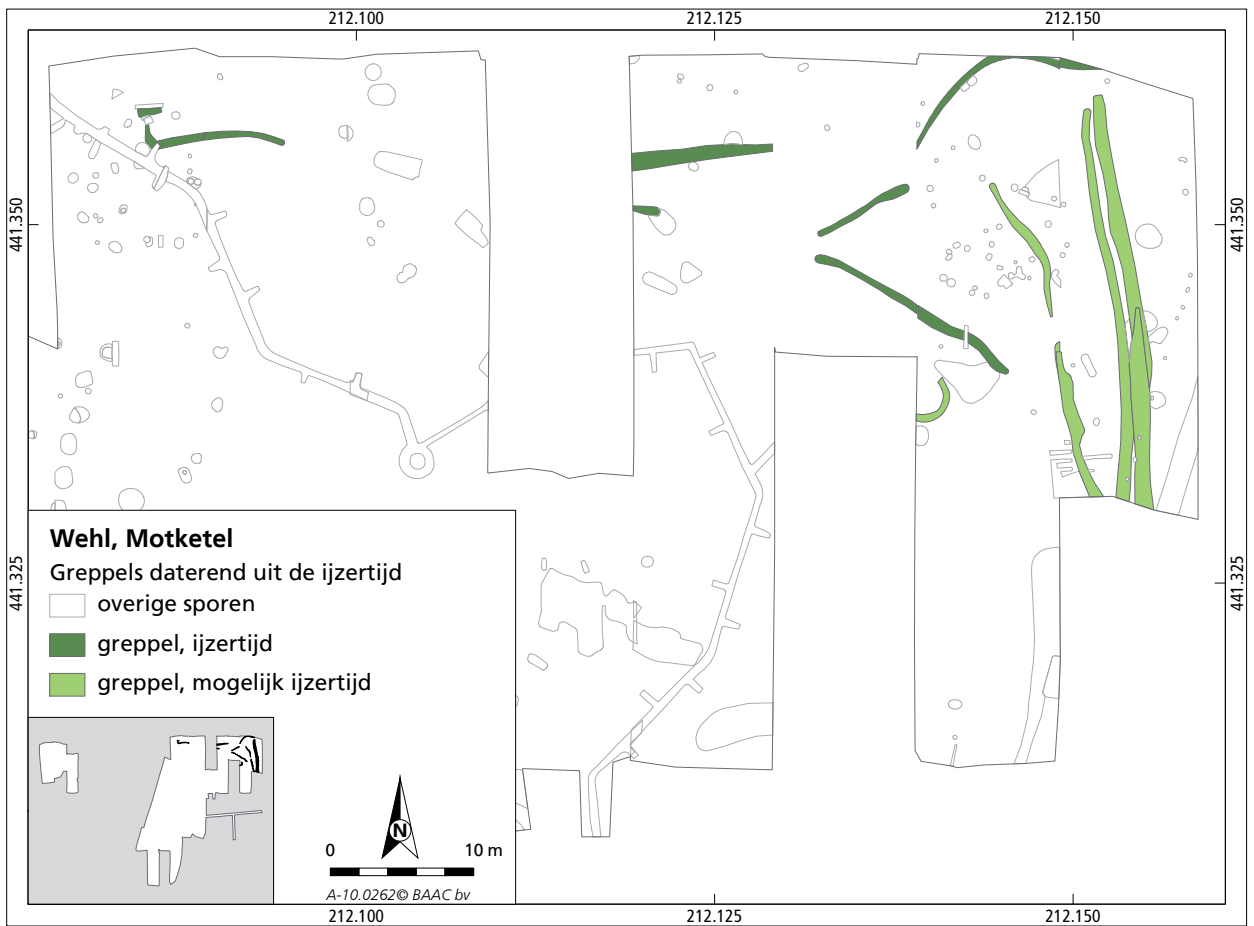 212.100 212.125 212.150
441.350 441.350
441.325 441.325
Wehl, Motketel
Greppels daterend uit de ijzertijd
overige sporen
greppel, ijzertijd
greppel, mogelijk ijzertijd
N
0 10 m
A-10.0262© BAAC bv
212.100 212.125 212.150